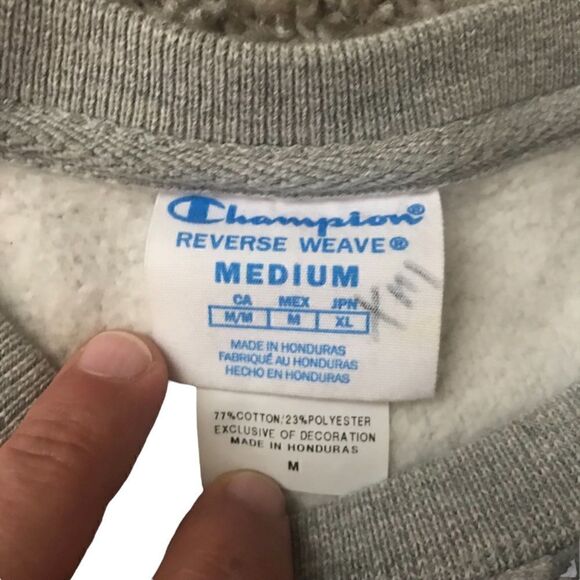 Champion®
REVERSE WEAVE®
MEDIUM
CA MEX JPN
M/M M XL
MADE IN HONDURAS
FABRIQUÉ AU HONDURAS
HECHO EN HONDURAS
77%COTTON/23%POLYESTER
EXCLUSIVE OF DECORATION
MADE IN HONDURAS
M